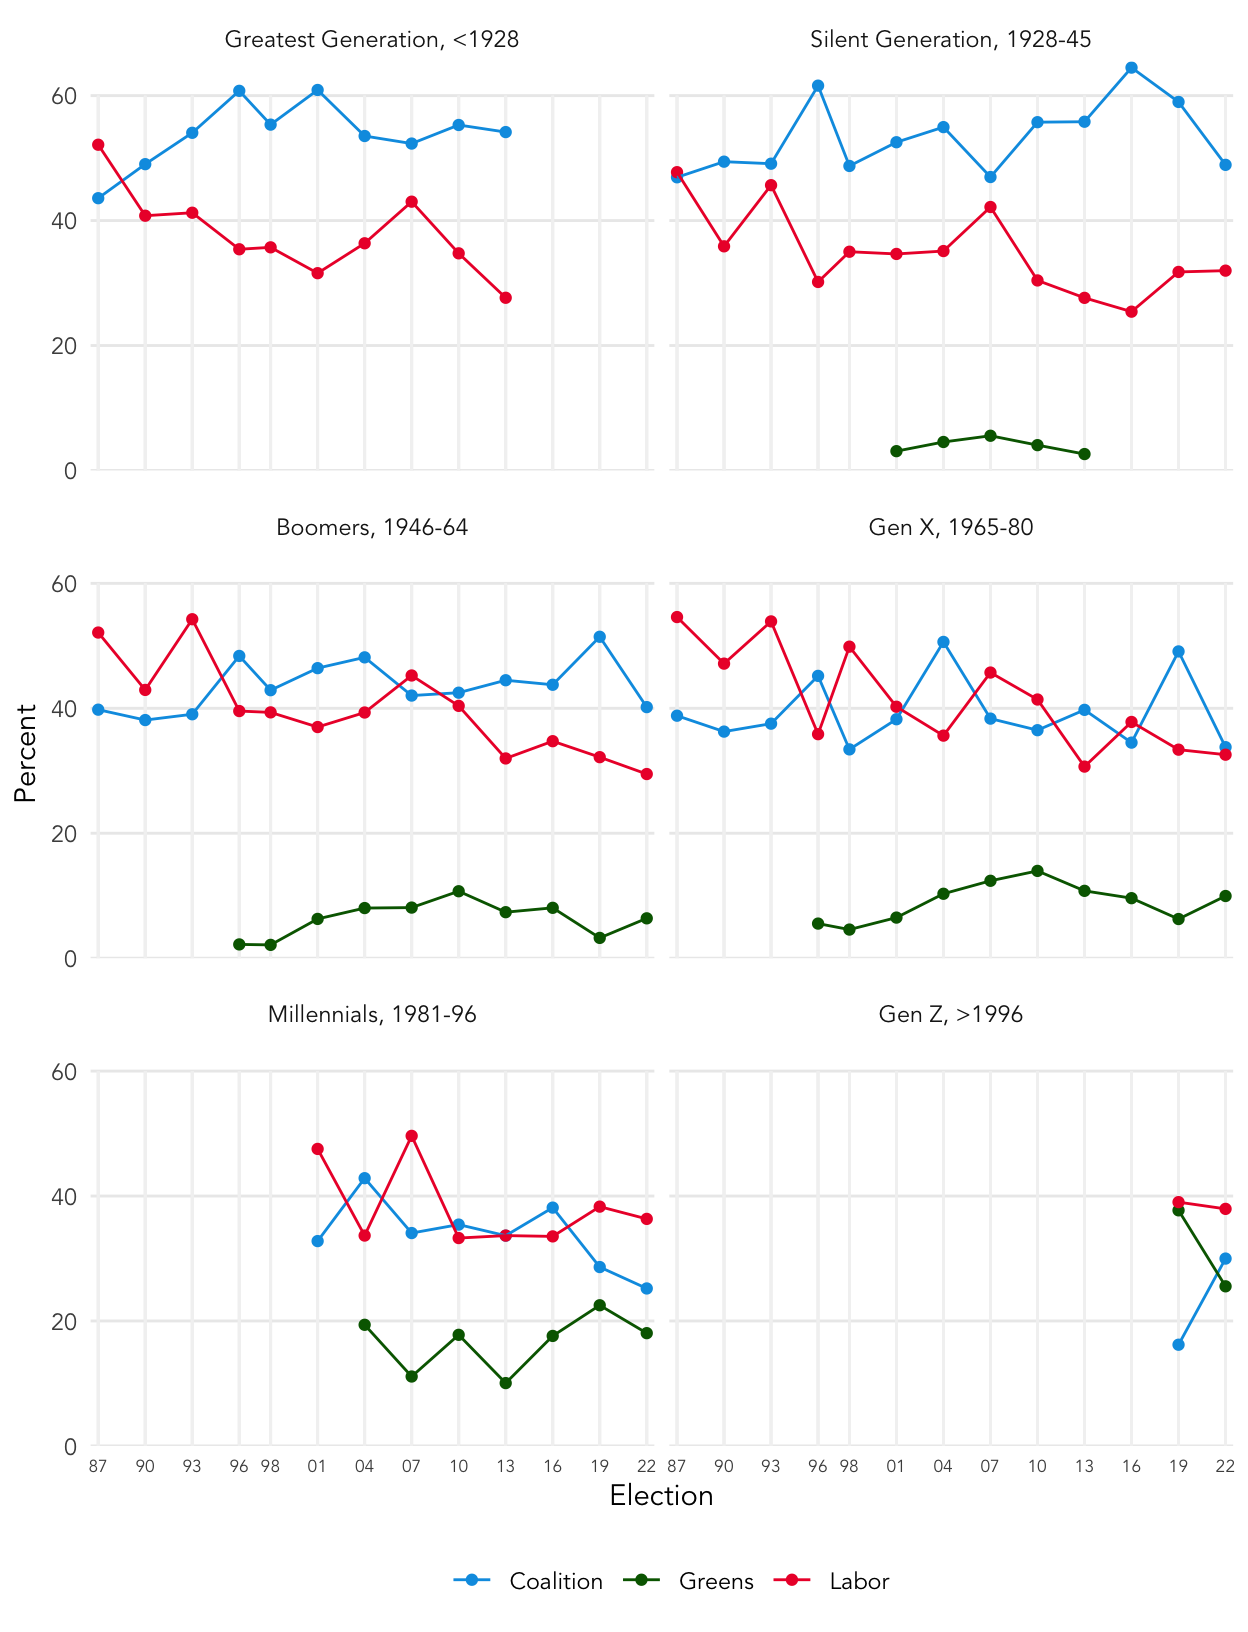 Greatest Generation, <1928 Silent Generation, 1928-45
60
40
20
0
Boomers, 1946-64 Gen X, 1965-80
60
40
20
0
Percent
Millennials, 1981-96 Gen Z, >1996
60
40
20
0
87 90 93 96 98 01 04 07 10 13 16 19 22 87 90 93 96 98 01 04 07 10 13 16 19 22
Election
Coalition Greens Labor